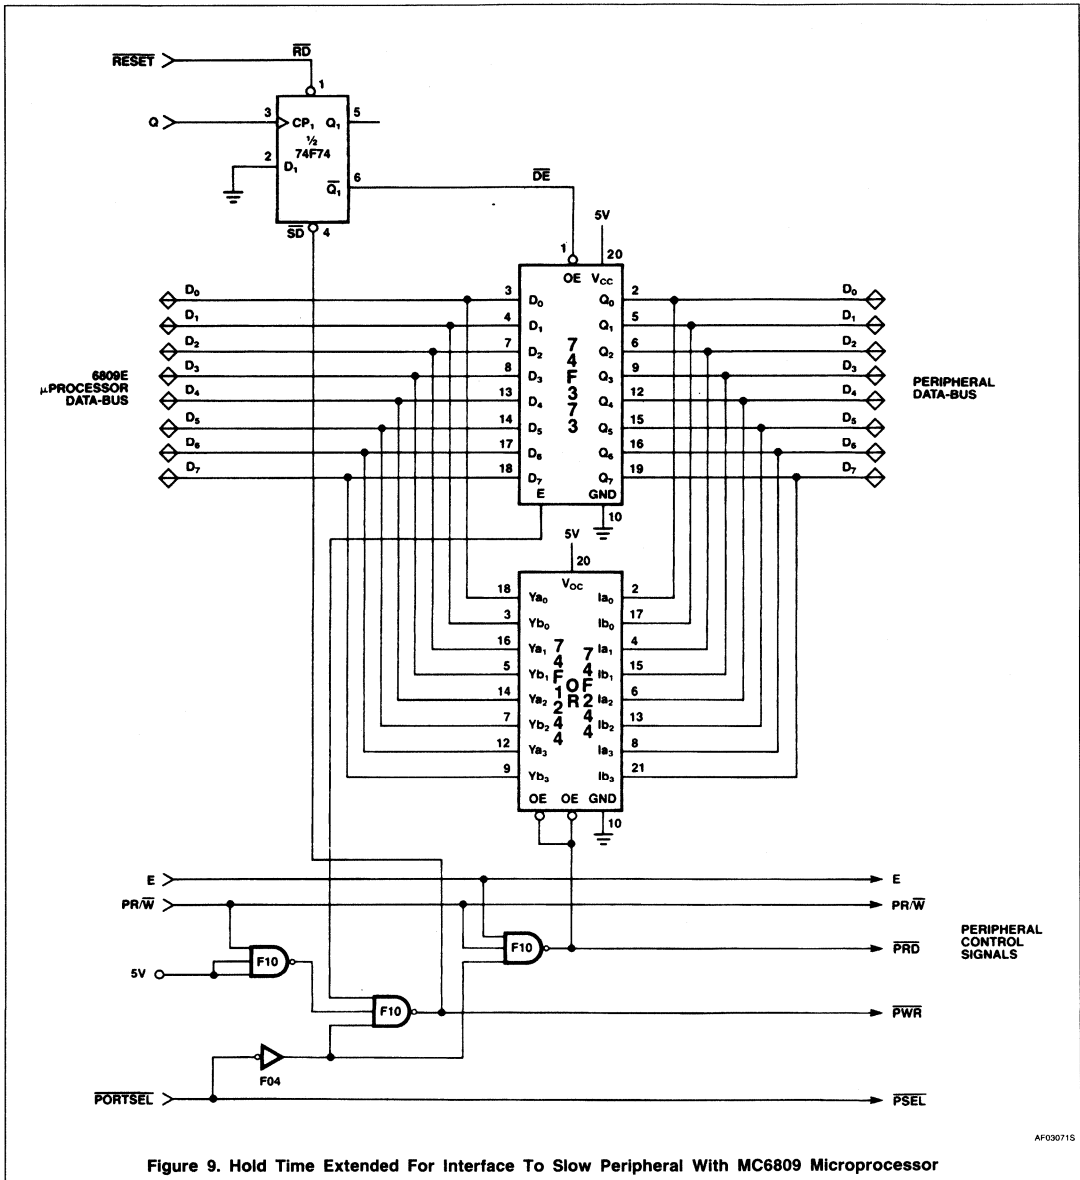 RESET
RD
1
Q
3
CP1 Q1
5
½
74F74
2
D1
Q1
6
SD
4
DE
5V
1
20
OE VCC
D0
3
D0
Q0
2
D0
D1
4
D1
Q1
5
D1
D2
7
D2
Q2
6
D2
D3
8
D3
Q3
9
D3
D4
13
D4
Q4
12
D4
D5
14
D5
Q5
15
D5
D6
17
D6
Q6
16
D6
D7
18
D7
Q7
19
D7
74F373
6809E
μPROCESSOR
DATA-BUS
PERIPHERAL
DATA-BUS
E GND
10
5V
20
VOC
18
Ya0
Ia0
2
3
Yb0
Ib0
17
16
Ya1
Ia1
4
5
Yb1
Ib1
15
14
Ya2
Ia2
6
7
Yb2
Ib2
13
12
Ya3
Ia3
8
9
Yb3
Ib3
21
74F1244
OR
74F244
OE OE GND
10
E
E
PR/W
PR/W
F10
PRD
PERIPHERAL
CONTROL
SIGNALS
5V
F10
F10
PWR
F04
PORTSEL
PSEL
AF03071S
Figure 9. Hold Time Extended For Interface To Slow Peripheral With MC6809 Microprocessor